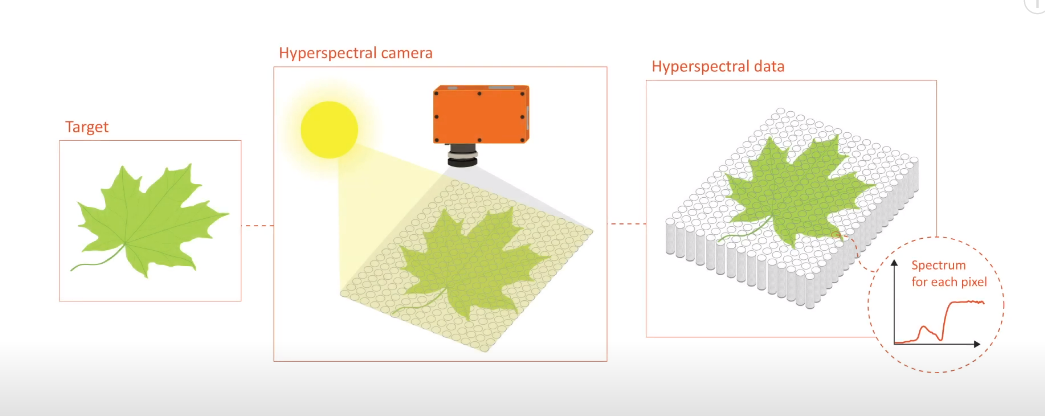 Target
Hyperspectral camera
Hyperspectral data
Spectrum
for each pixel